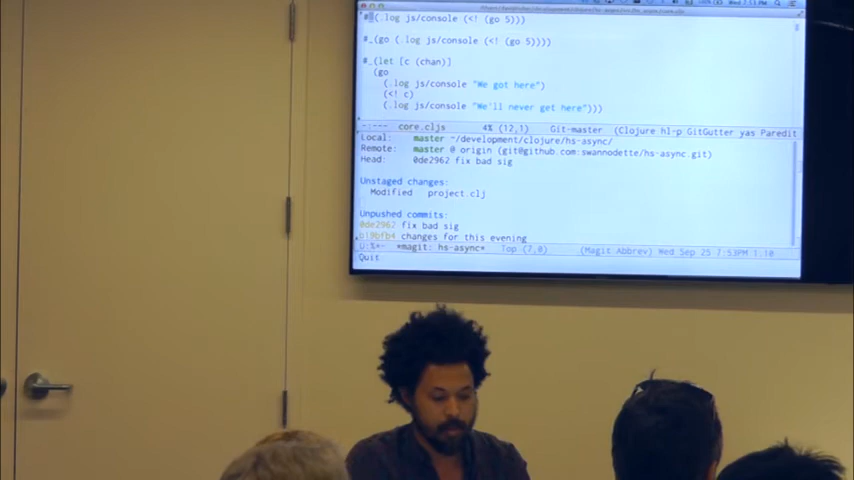 #_(.log js/console (<! (go 5)))
#_(go (.log js/console (<! (go 5))))
#_(let [c (chan)]
(go
(.log js/console "We got here")
(<! c)
(.log js/console "We'll never get here")))
-:--- core.cljs 4% (12,1) Git-master (Clojure hl-p GitGutter yas Paredit
Local: master ~/development/clojure/hs-async/
Remote: master @ origin (git@github.com:swannodette/hs-async.git)
Head: 0de2962 fix bad sig
Unstaged changes:
Modified project.clj
Unpushed commits:
0de2962 fix bad sig
changes for this evening
U:%*- *magit: hs-async* Top (7,0) (Magit Abbrev) Wed Sep 25 7:53PM 1.10
Quit